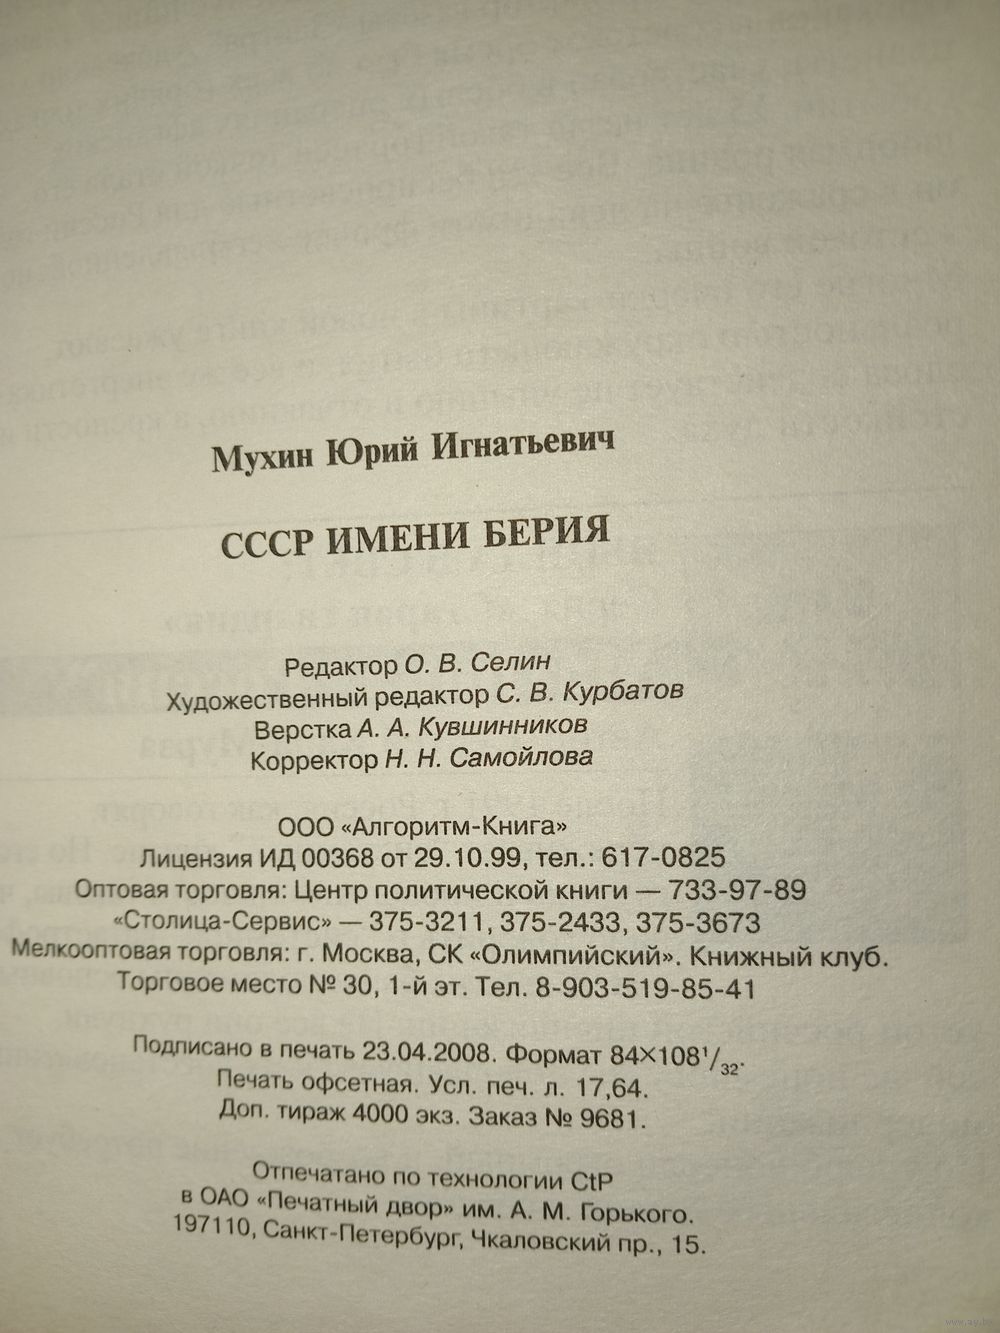 Мухин Юрий Игнатьевич
СССР ИМЕНИ БЕРИЯ
Редактор О. В. Селин
Художественный редактор С. В. Курбатов
Верстка А. А. Кувшинников
Корректор Н. Н. Самойлова
ООО «Алгоритм-Книга»
Лицензия ИД 00368 от 29.10.99, тел.: 617-0825
Оптовая торговля: Центр политической книги — 733-97-89
«Столица-Сервис» — 375-3211, 375-2433, 375-3673
Мелкооптовая торговля: г. Москва, СК «Олимпийский». Книжный клуб.
Торговое место № 30, 1-й эт. Тел. 8-903-519-85-41
Подписано в печать 23.04.2008. Формат 84×108¹/₃₂.
Печать офсетная. Усл. печ. л. 17,64.
Доп. тираж 4000 экз. Заказ № 9681.
Отпечатано по технологии CtP
в ОАО «Печатный двор» им. А. М. Горького.
197110, Санкт-Петербург, Чкаловский пр., 15.